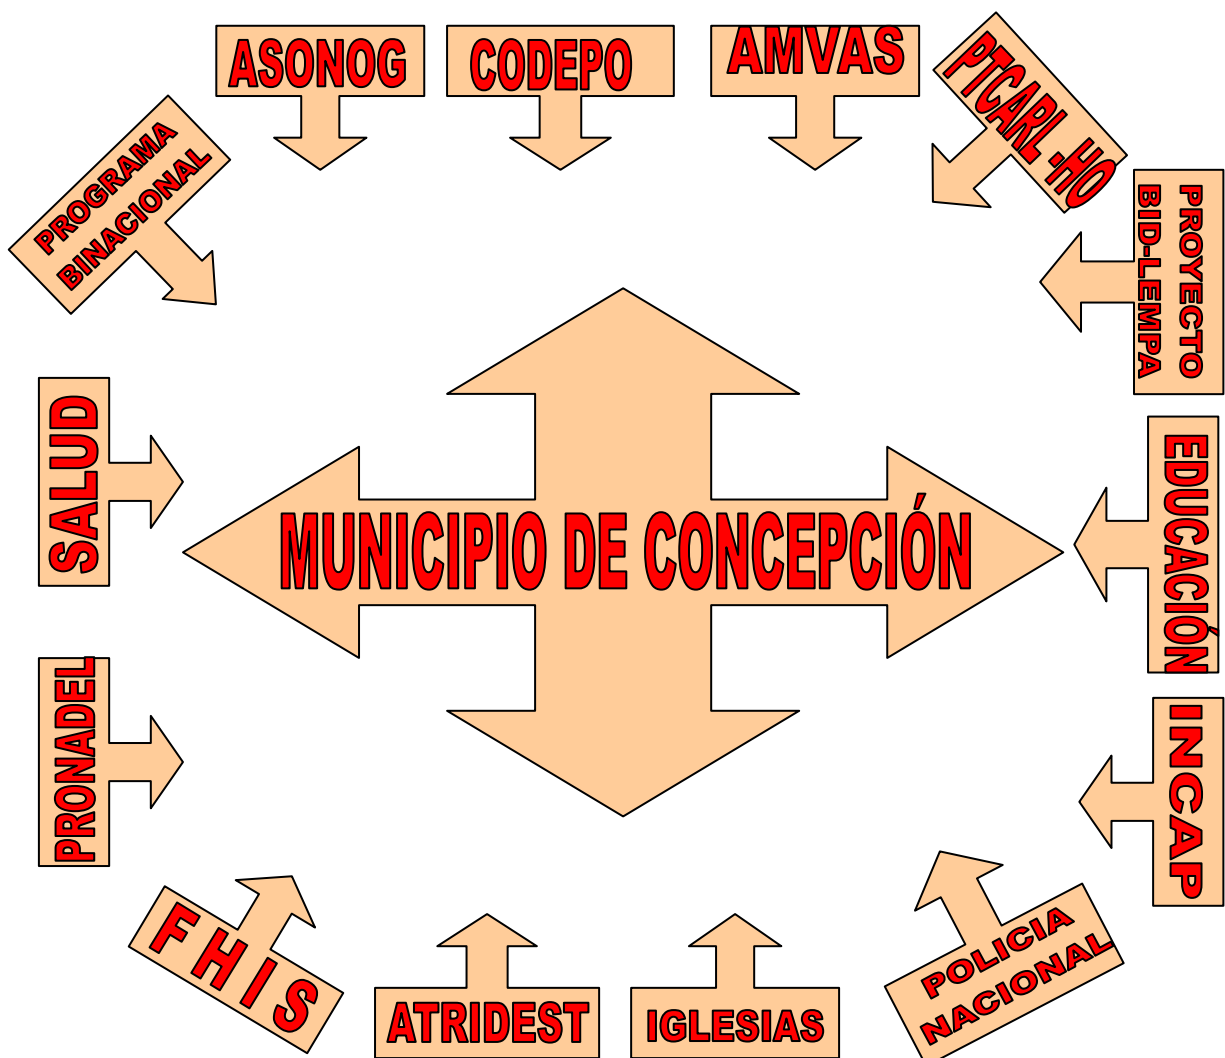 ASONOG
CODEPO
AMVAS
PTCARL -HO
PROGRAMA
BINACIONAL
PROYECTO
BID-LEMPA
SALUD
EDUCACIÓN
MUNICIPIO DE CONCEPCIÓN
PRONADEL
INCAP
FHIS
ATRIDEST
IGLESIAS
POLICIA
NACIONAL